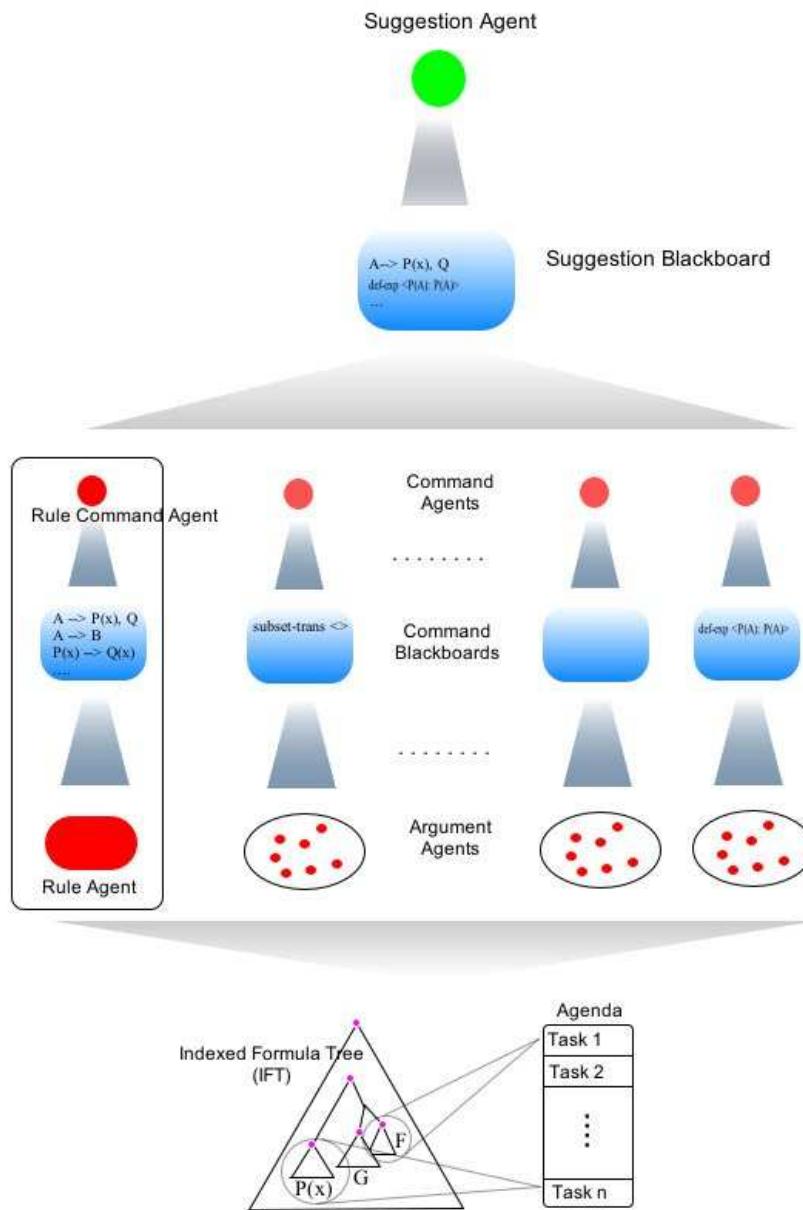 Suggestion Agent
A--> P(x), Q
def-exp <P(A): P(A)>
...
Suggestion Blackboard
Rule Command Agent
Command
Agents
. . . . . . . .
A --> P(x), Q
A --> B
P(x) --> Q(x)
....
subset-trans <>
Command
Blackboards
def-exp <P(A): P(A)>
. . . . . . . .
Rule Agent
Argument
Agents
Indexed Formula Tree
(IFT)
P(x)
G
F
Agenda
Task 1
Task 2
Task n